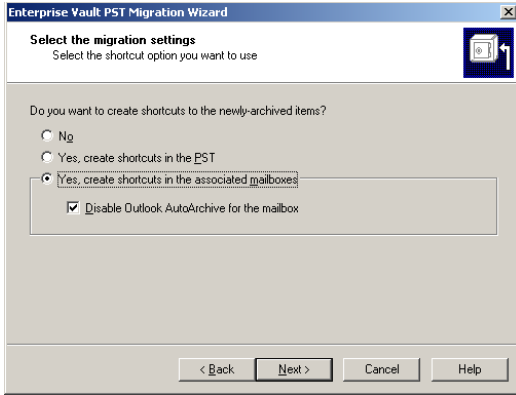 Enterprise Vault PST Migration Wizard
Select the migration settings
Select the shortcut option you want to use
Do you want to create shortcuts to the newly-archived items?
No
Yes, create shortcuts in the PST
Yes, create shortcuts in the associated mailboxes
Disable Outlook AutoArchive for the mailbox
< Back
Next >
Cancel
Help